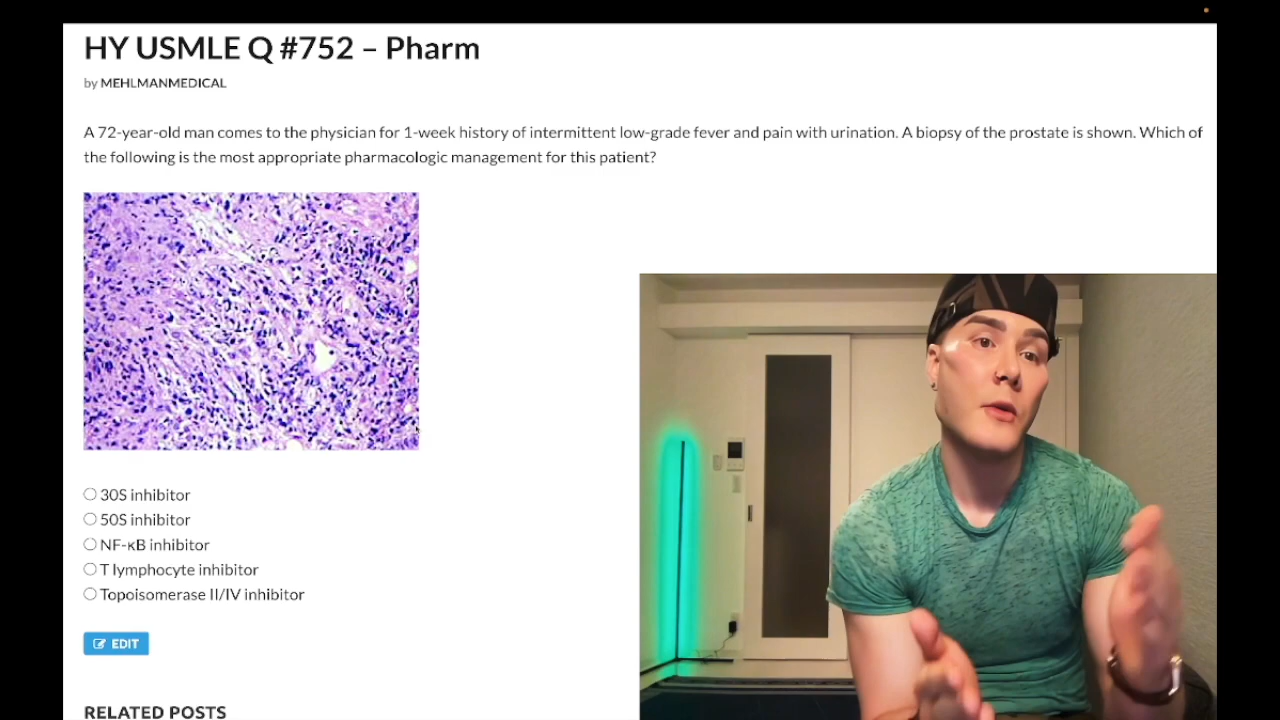 HY USMLE Q #752 – Pharm
by MEHLMANMEDICAL
A 72-year-old man comes to the physician for 1-week history of intermittent low-grade fever and pain with urination. A biopsy of the prostate is shown. Which of
the following is the most appropriate pharmacologic management for this patient?
30S inhibitor
50S inhibitor
NF-κB inhibitor
T lymphocyte inhibitor
Topoisomerase II/IV inhibitor
EDIT
RELATED POSTS